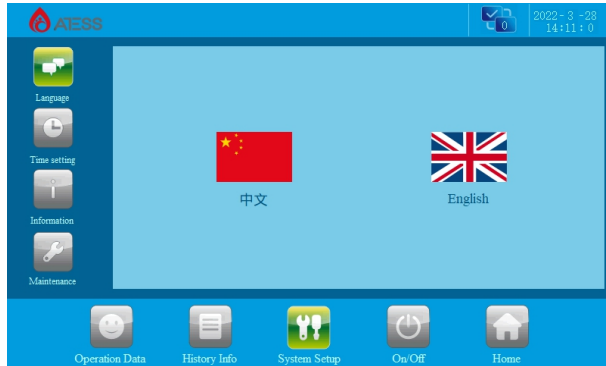 ATESS
0
2022-3-28
14:11:0
Language
Time setting
Information
Maintenance
中文
English
Operation Data
History Info
System Setup
On/Off
Home